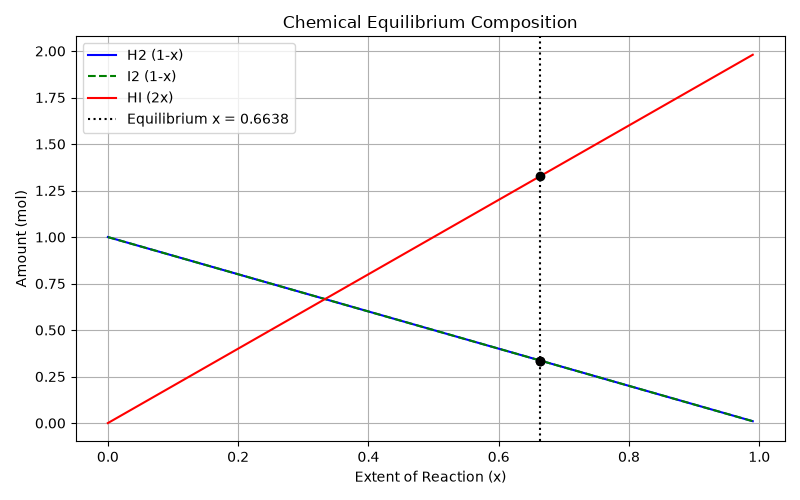 Chemical Equilibrium Composition
H2 (1-x)
I2 (1-x)
HI (2x)
Equilibrium x = 0.6638
Amount (mol)
2.00
1.75
1.50
1.25
1.00
0.75
0.50
0.25
0.00
0.0 0.2 0.4 0.6 0.8 1.0
Extent of Reaction (x)